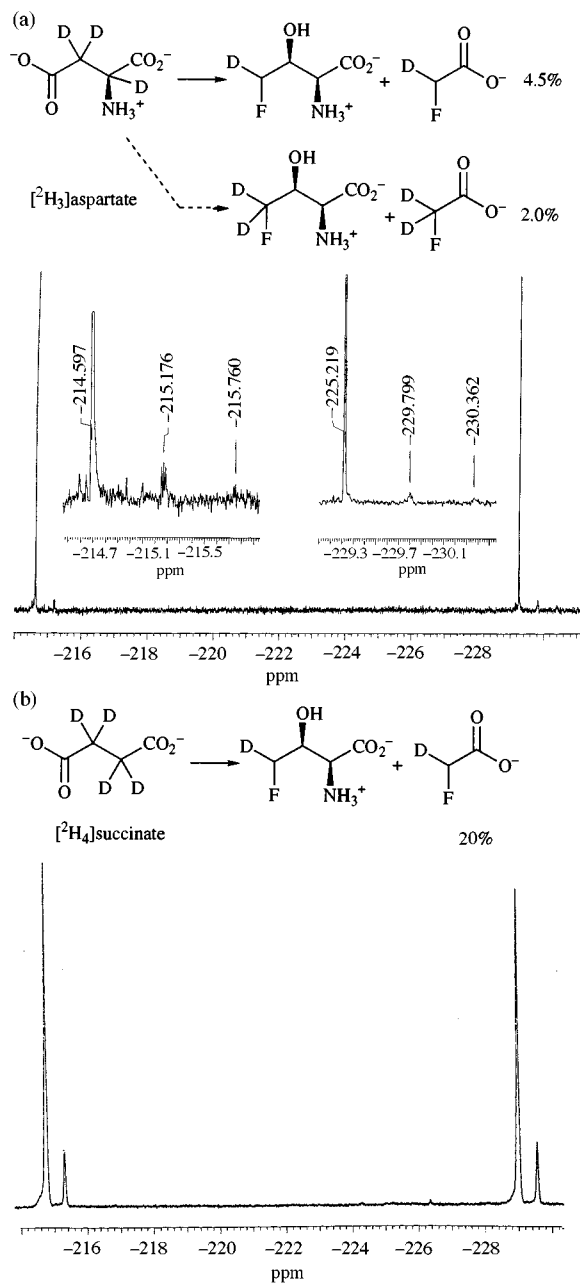 (a)
OH
⁻O D D CO₂⁻ D CO₂⁻ D O
O D F NH₃⁺ + F O⁻ 4.5%
NH₃⁺
OH
[²H₃]aspartate D CO₂⁻ D O
D F NH₃⁺ + D F O⁻ 2.0%
−214.597 −215.176 −215.760 −225.219 −229.799 −230.362
−214.7 −215.1 −215.5 −229.3 −229.7 −230.1
ppm ppm
−216 −218 −220 −222 −224 −226 −228
ppm
(b)
OH
⁻O D D CO₂⁻ D CO₂⁻ D O
O D D F NH₃⁺ + F O⁻
[²H₄]succinate 20%
−216 −218 −220 −222 −224 −226 −228
ppm